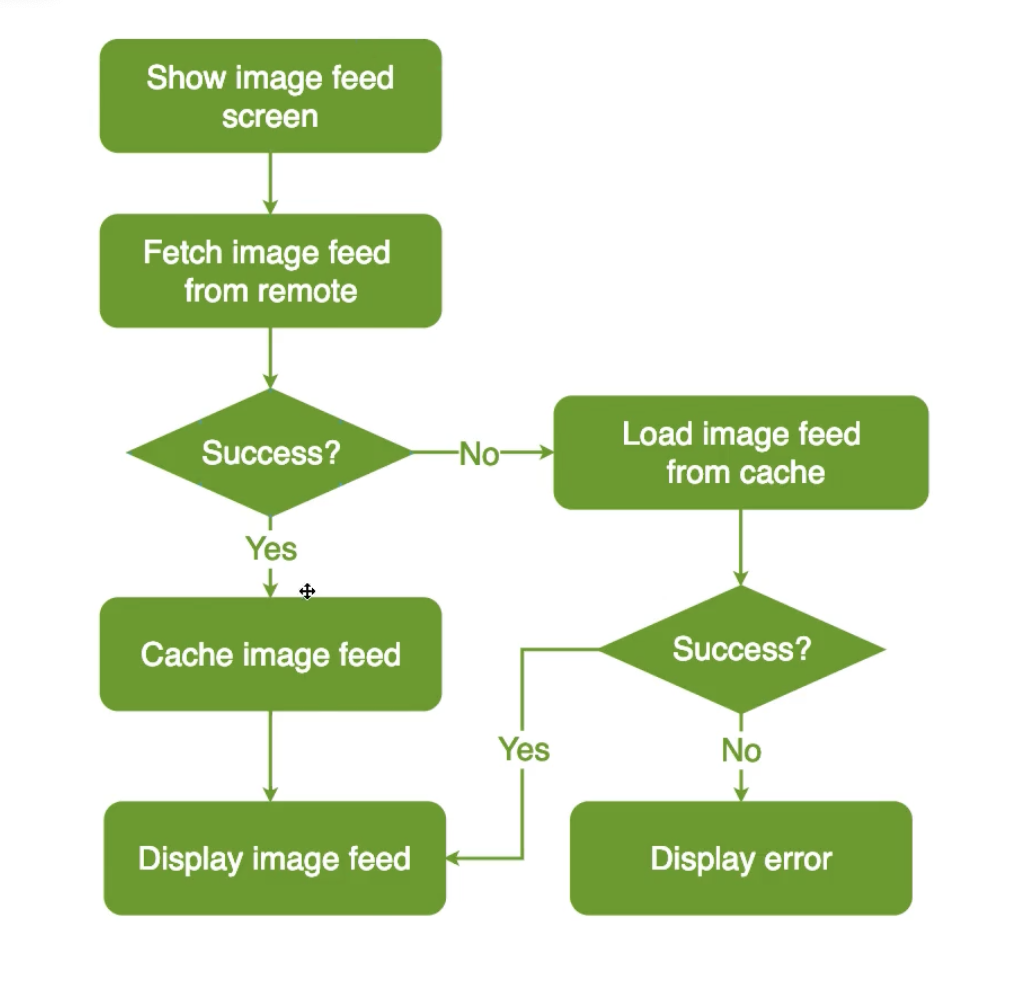 Show image feed
screen
Fetch image feed
from remote
Success?
No
Load image feed
from cache
Yes
Cache image feed
Success?
Yes
No
Display image feed
Display error